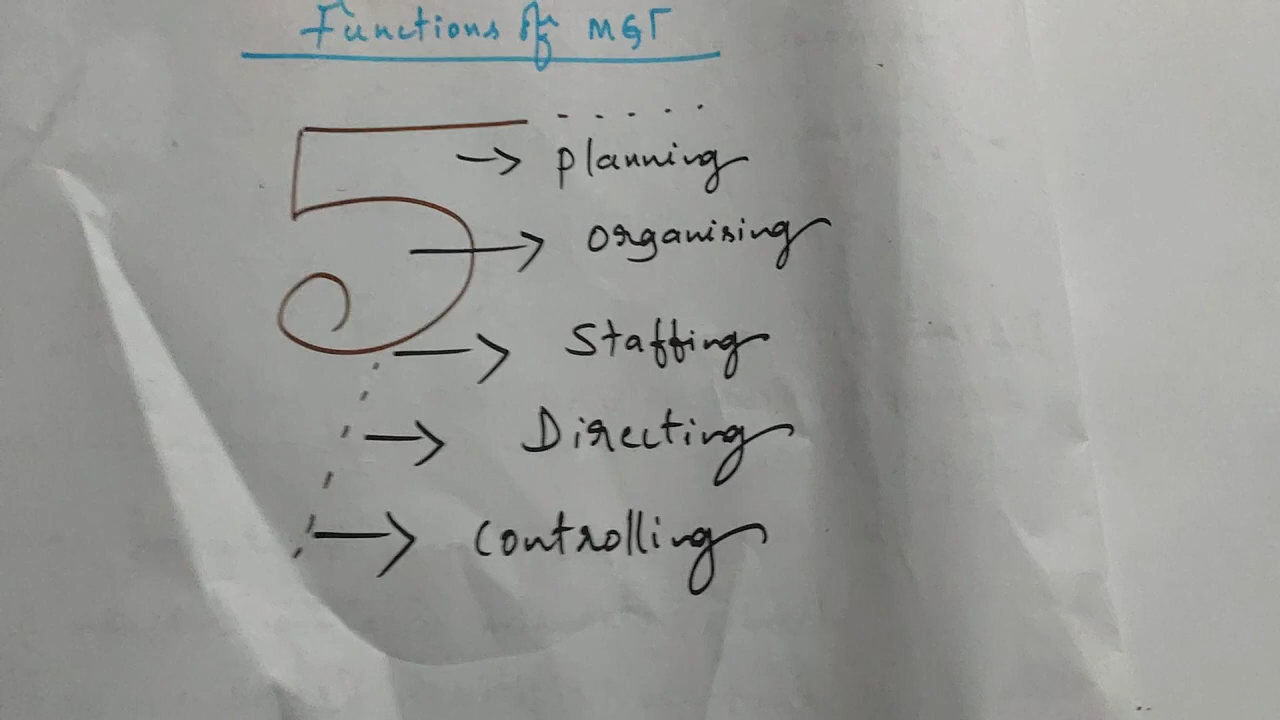 Functions of MGT
5
→ Planning
→ Organising
→ Staffing
→ Directing
→ Controlling